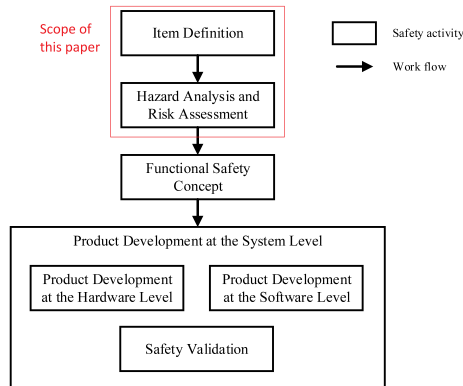 Scope of
this paper
Item Definition
Safety activity
Work flow
Hazard Analysis and
Risk Assessment
Functional Safety
Concept
Product Development at the System Level
Product Development
at the Hardware Level
Product Development
at the Software Level
Safety Validation